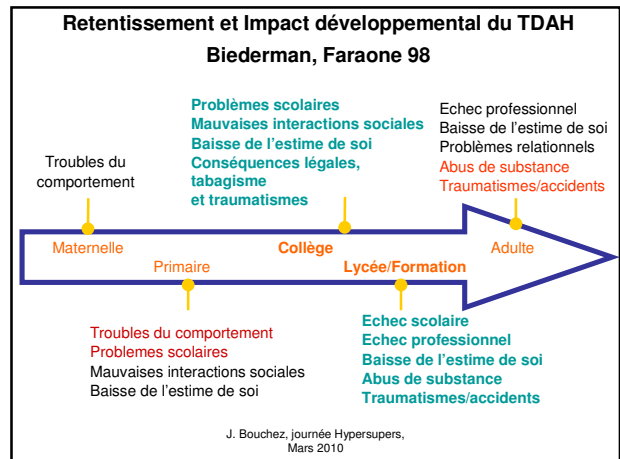 Retentissement et Impact développemental du TDAH
Biederman, Faraone 98
Problèmes scolaires
Mauvaises interactions sociales
Baisse de l'estime de soi
Conséquences légales,
tabagisme
et traumatismes
Echec professionnel
Baisse de l'estime de soi
Problèmes relationnels
Abus de substance
Traumatismes/accidents
Troubles du
comportement
Maternelle
Primaire
Collège
Lycée/Formation
Adulte
Troubles du comportement
Problemes scolaires
Mauvaises interactions sociales
Baisse de l'estime de soi
Echec scolaire
Echec professionnel
Baisse de l'estime de soi
Abus de substance
Traumatismes/accidents
J. Bouchez, journée Hypersupers,
Mars 2010